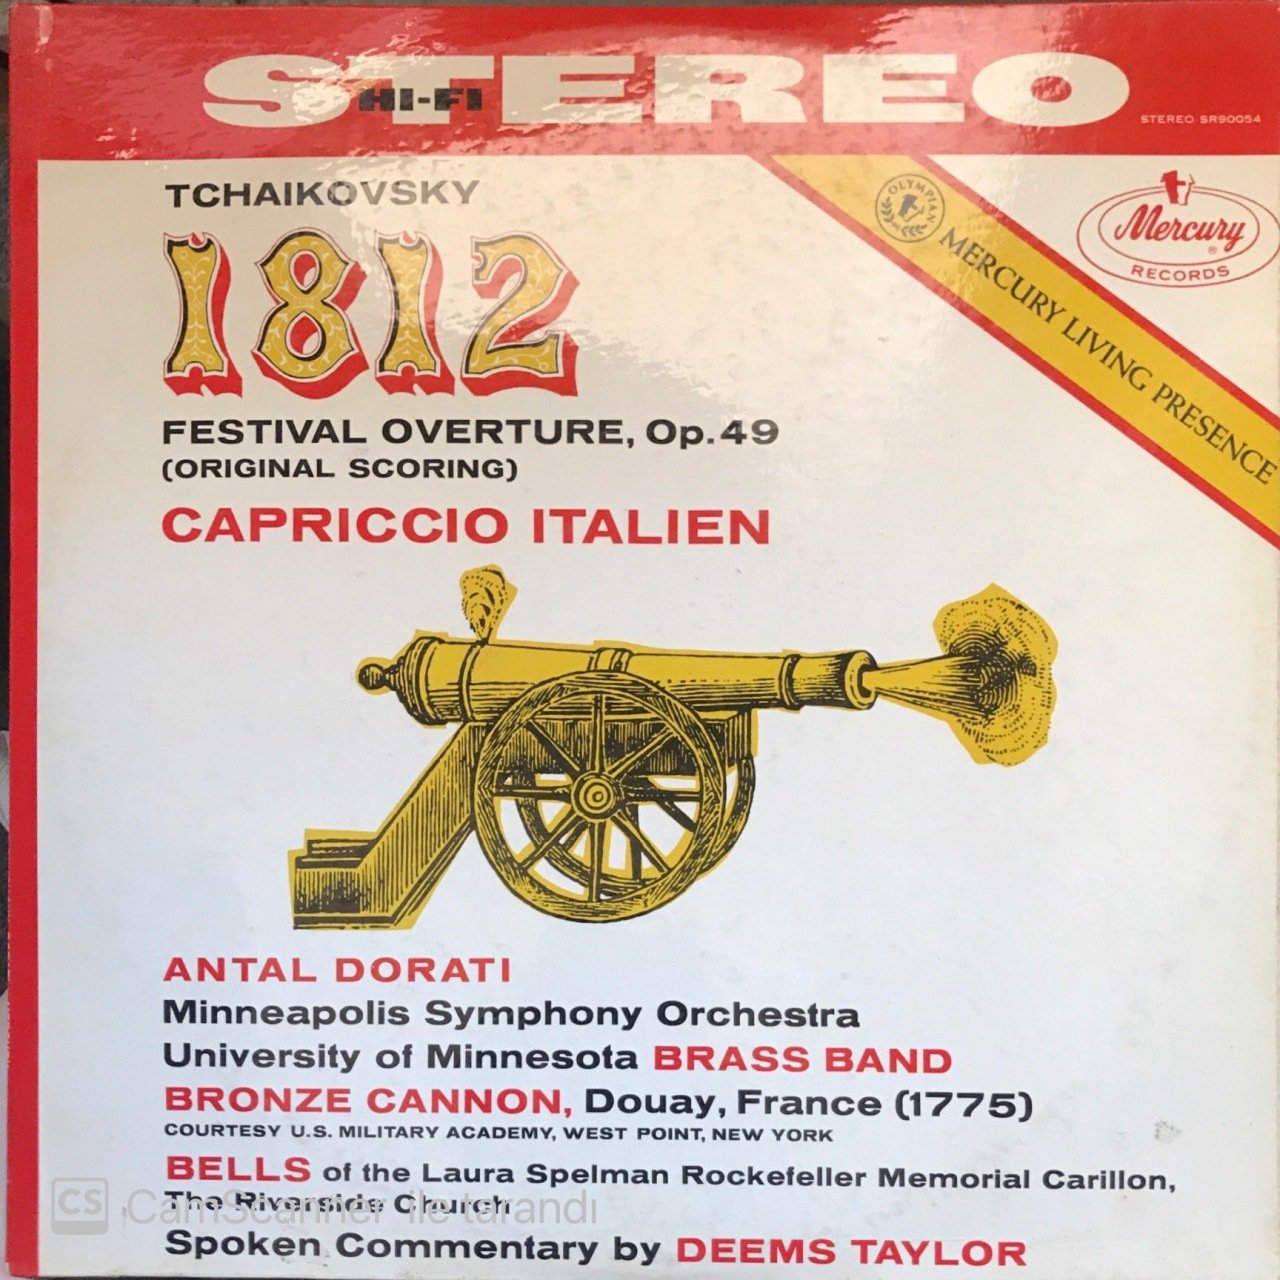 STEREO
HI-FI
STEREO SR90054
TCHAIKOVSKY
1812
FESTIVAL OVERTURE, Op. 49
(ORIGINAL SCORING)
CAPRICCIO ITALIEN
OLYMPIAN
MERCURY LIVING PRESENCE
Mercury
®
RECORDS
ANTAL DORATI
Minneapolis Symphony Orchestra
University of Minnesota BRASS BAND
BRONZE CANNON, Douay, France (1775)
COURTESY U.S. MILITARY ACADEMY, WEST POINT, NEW YORK
BELLS of the Laura Spelman Rockefeller Memorial Carillon,
The Riverside Church
CS CamScanner ile tarandı
Spoken Commentary by DEEMS TAYLOR